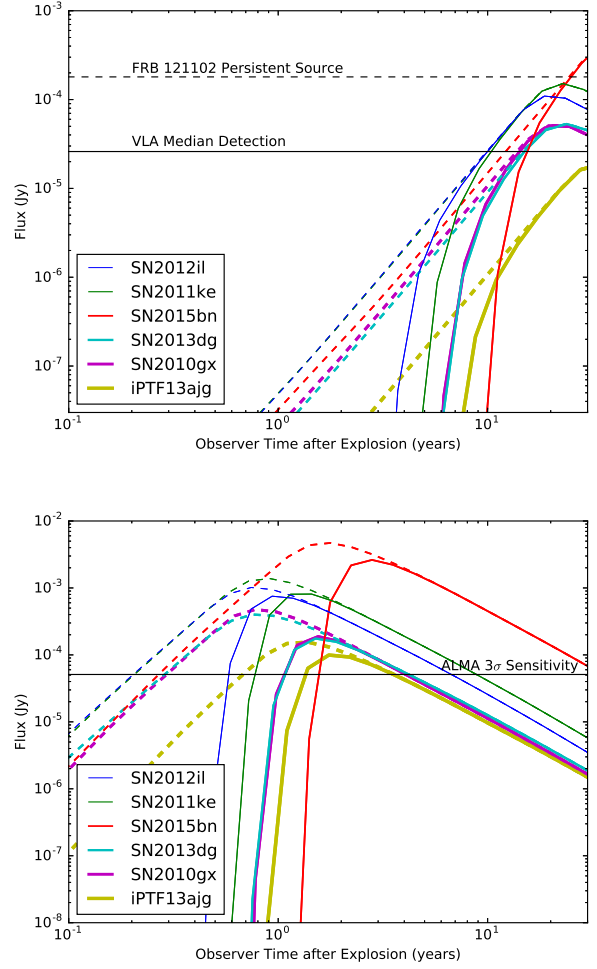 10⁻³
FRB 121102 Persistent Source
10⁻⁴
VLA Median Detection
10⁻⁵
Flux (Jy)
10⁻⁶
SN2012il
SN2011ke
SN2015bn
SN2013dg
SN2010gx
iPTF13ajg
10⁻⁷
10⁻¹ 10⁰ 10¹
Observer Time after Explosion (years)
10⁻²
10⁻³
ALMA 3σ Sensitivity
10⁻⁴
Flux (Jy)
10⁻⁵
10⁻⁶
SN2012il
SN2011ke
SN2015bn
SN2013dg
SN2010gx
iPTF13ajg
10⁻⁷
10⁻⁸
10⁻¹ 10⁰ 10¹
Observer Time after Explosion (years)